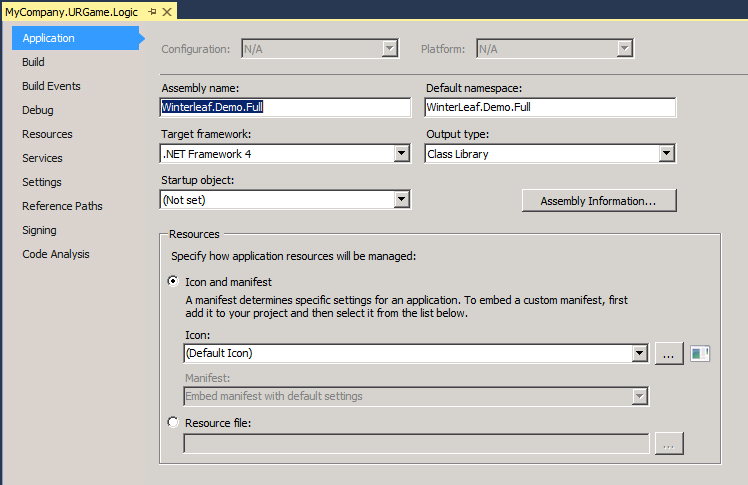 MyCompany.URGame.Logic
Application
Build
Build Events
Debug
Resources
Services
Settings
Reference Paths
Signing
Code Analysis
Configuration: N/A Platform: N/A
Assembly name: Default namespace:
Winterleaf.Demo.Full WinterLeaf.Demo.Full
Target framework: Output type:
.NET Framework 4 Class Library
Startup object:
(Not set) Assembly Information...
Resources
Specify how application resources will be managed:
Icon and manifest
A manifest determines specific settings for an application. To embed a custom manifest, first
add it to your project and then select it from the list below.
Icon:
(Default Icon) ...
Manifest:
Embed manifest with default settings
Resource file:
...